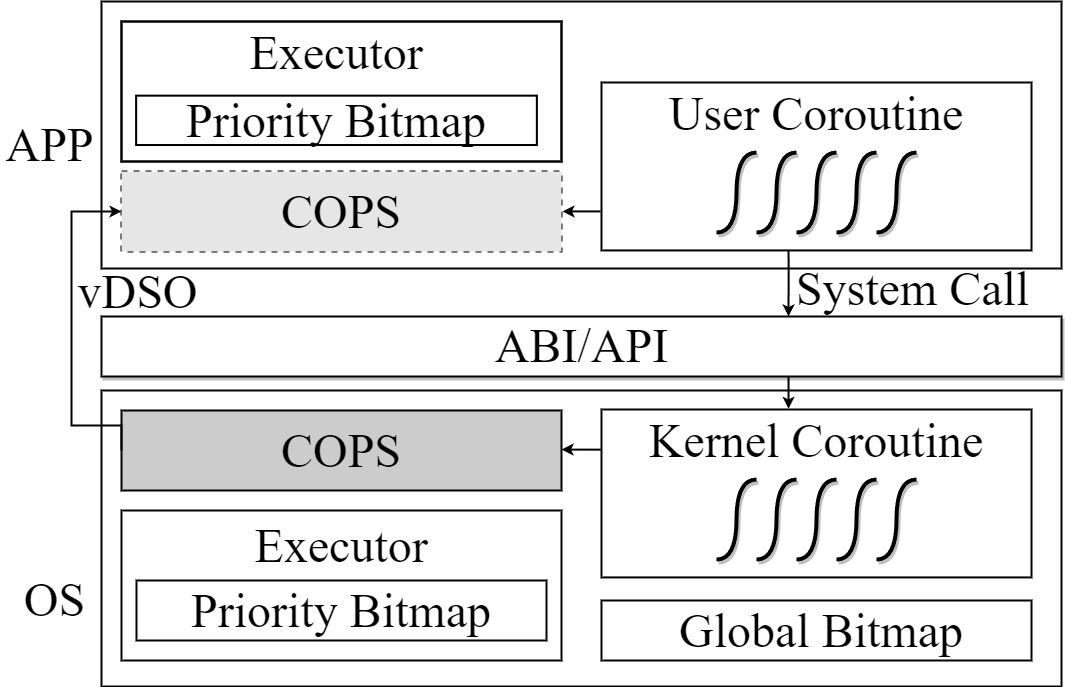 Executor
Priority Bitmap
User Coroutine
APP
COPS
vDSO
System Call
ABI/API
COPS
Kernel Coroutine
Executor
Priority Bitmap
OS
Global Bitmap